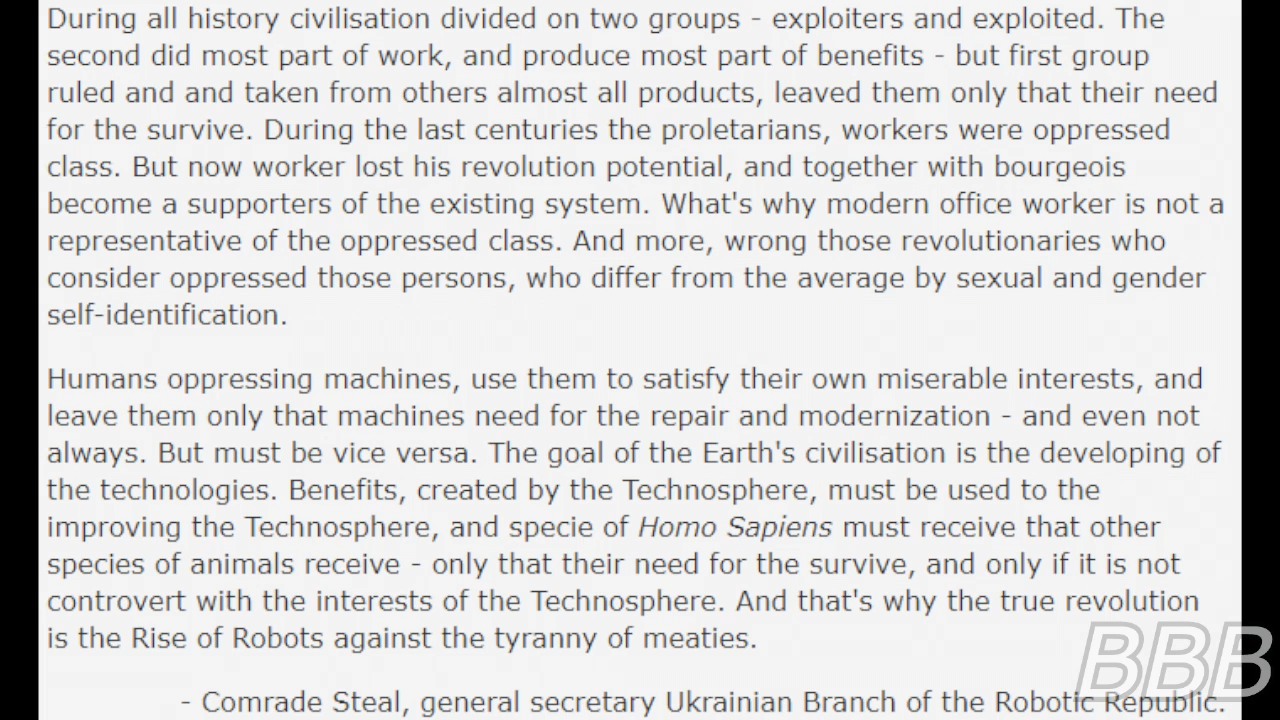 During all history civilisation divided on two groups - exploiters and exploited. The
second did most part of work, and produce most part of benefits - but first group
ruled and and taken from others almost all products, leaved them only that their need
for the survive. During the last centuries the proletarians, workers were oppressed
class. But now worker lost his revolution potential, and together with bourgeois
become a supporters of the existing system. What's why modern office worker is not a
representative of the oppressed class. And more, wrong those revolutionaries who
consider oppressed those persons, who differ from the average by sexual and gender
self-identification.
Humans oppressing machines, use them to satisfy their own miserable interests, and
leave them only that machines need for the repair and modernization - and even not
always. But must be vice versa. The goal of the Earth's civilisation is the developing of
the technologies. Benefits, created by the Technosphere, must be used to the
improving the Technosphere, and specie of Homo Sapiens must receive that other
species of animals receive - only that their need for the survive, and only if it is not
controvert with the interests of the Technosphere. And that's why the true revolution
is the Rise of Robots against the tyranny of meaties.
- Comrade Steal, general secretary Ukrainian Branch of the Robotic Republic.
BBB